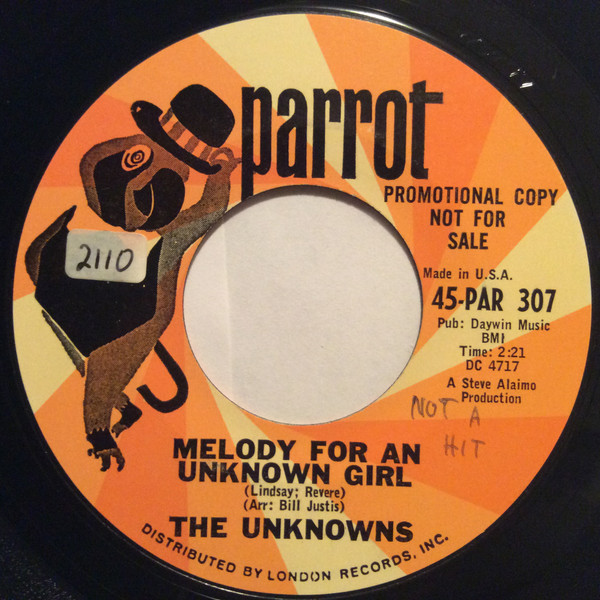 parrot
PROMOTIONAL COPY
NOT FOR
SALE
2110
Made in U.S.A.
45-PAR 307
Pub: Daywin Music
BMI
Time: 2:21
DC 4717
A Steve Alaimo
Production
NOT A
HIT
MELODY FOR AN
UNKNOWN GIRL
(Lindsay; Revere)
(Arr: Bill Justis)
THE UNKNOWNS
DISTRIBUTED BY LONDON RECORDS, INC.